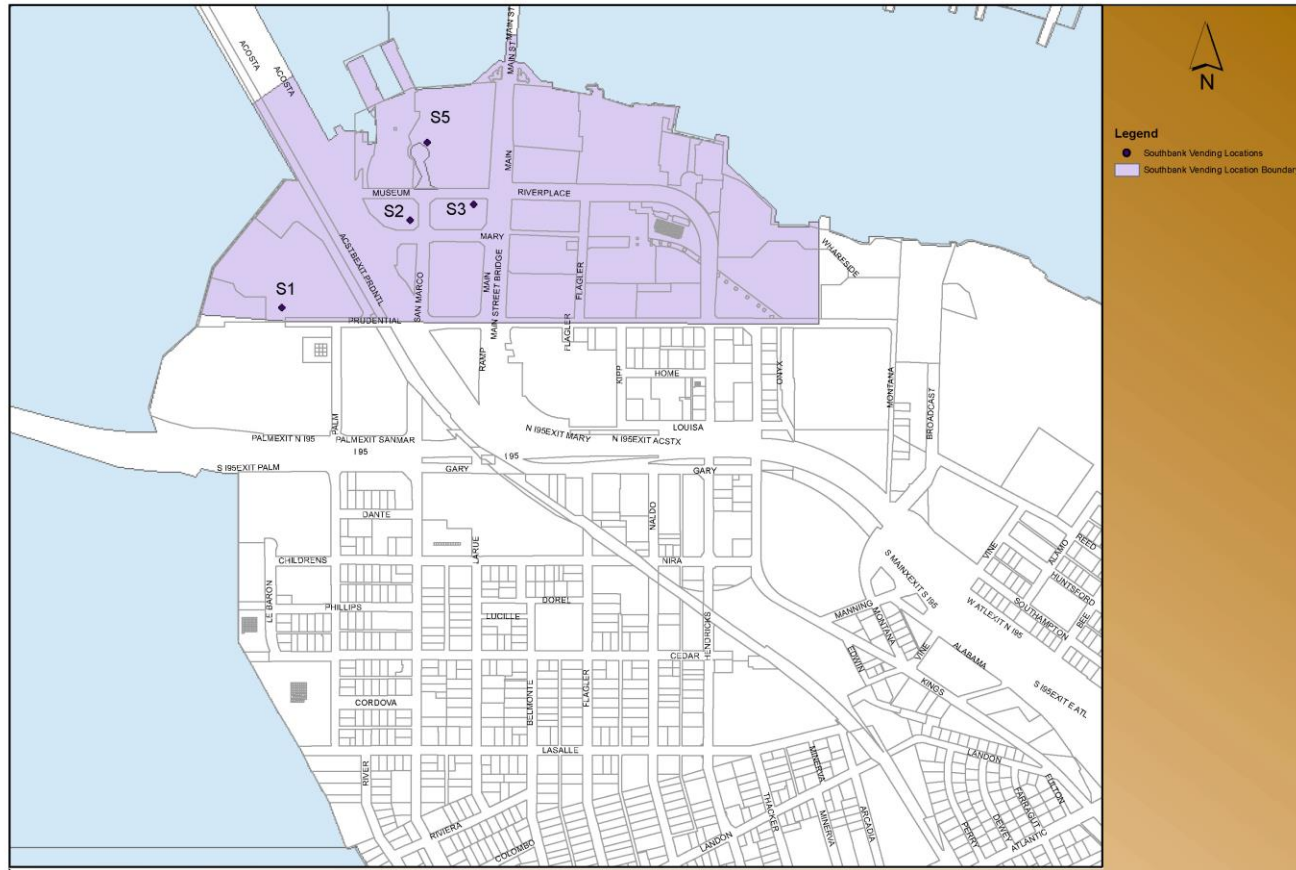 MAIN ST
MAIN ST
ACOSTA
ACOSTA
MAIN ST
N
Legend
Southbank Vending Locations
Southbank Vending Location Boundary
S5
MAIN
MUSEUM
RIVERPLACE
S2
S3
MARY
WHARFSIDE
ACSTBEXIT PRDNTL
SAN MARCO
MAIN
MAIN STREET BRIDGE
FLAGLER
S1
PRUDENTIAL
FLAGLER
RAMP
KIPP
HOME
ONYX
MONTANA
BROADCAST
PALM
LOUISA
PALMEXIT N I95
PALMEXIT SANMAR
N I95EXIT MARY
N I95EXIT ACSTX
I 95
I 95
S I95EXIT PALM
GARY
GARY
DANTE
NALDO
LARUE
CHILDRENS
NIRA
VINE
ALAMO
REED
S MAINXEXIT S I95
HUNTSFORD
LE BARON
PHILLIPS
DOREL
LUCILLE
MANNING
MONTANA
W ATLEXIT N I95
SOUTHAMPTON
BEE
HENDRICKS
CEDAR
EDWIN
VINE
ALABAMA
KINGS
S I95EXIT E ATL
CORDOVA
BELMONTE
FLAGLER
LASALLE
RIVER
MINERVA
LANDON
THACKER
ARCADIA
FULTON
FARRAGUT
DEWEY
PERRY
ATLANTIC
RIVIERA
COLOMBO
LANDON
MINERVA